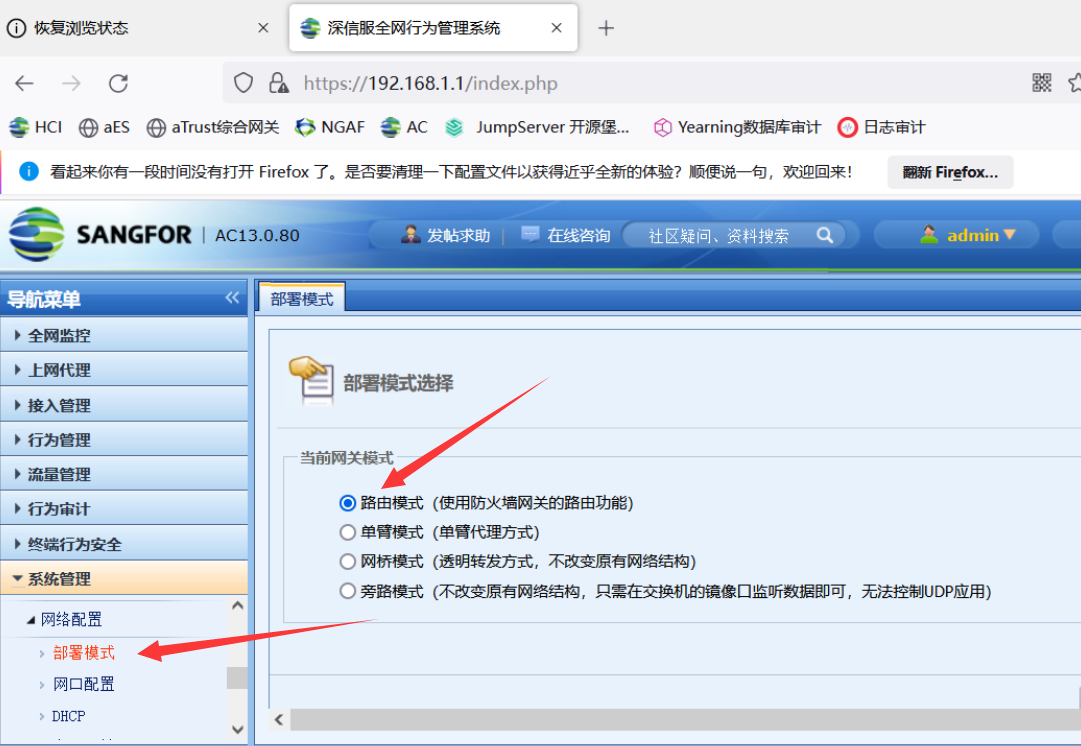 恢复浏览状态
深信服全网行为管理系统
https://192.168.1.1/index.php
HCI aES aTrust综合网关 NGAF AC JumpServer 开源堡... Yearning数据库审计 日志审计
看起来你有一段时间没有打开 Firefox 了。是否要清理一下配置文件以获得近乎全新的体验？顺便说一句，欢迎回来！ 翻新 Firefox...
SANGFOR | AC13.0.80 发帖求助 | 在线咨询 社区疑问、资料搜索 admin
导航菜单
部署模式
全网监控
上网代理
接入管理
行为管理
流量管理
行为审计
终端行为安全
系统管理
网络配置
部署模式
网口配置
DHCP
部署模式选择
当前网关模式
路由模式（使用防火墙网关的路由功能）
单臂模式（单臂代理方式）
网桥模式（透明转发方式，不改变原有网络结构）
旁路模式（不改变原有网络结构，只需在交换机的镜像口监听数据即可，无法控制UDP应用）